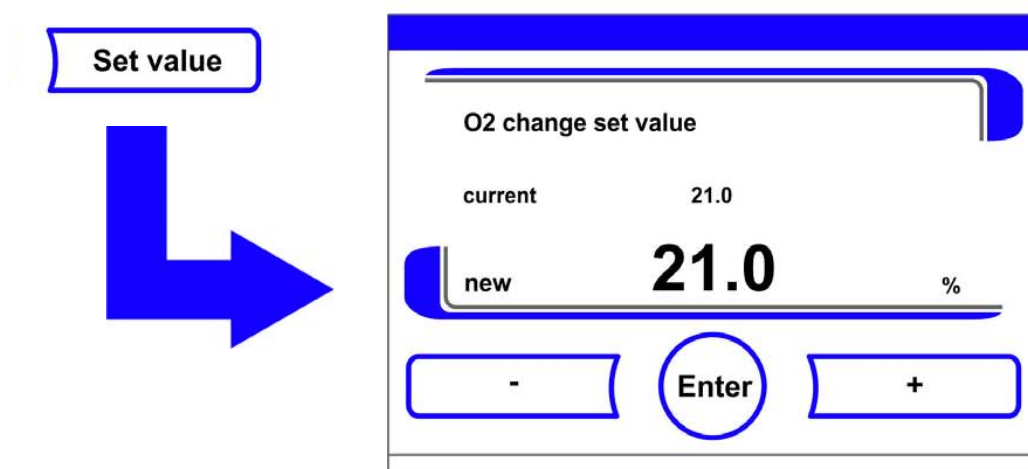 Set value
O2 change set value
current 21.0
new 21.0 %
- Enter +